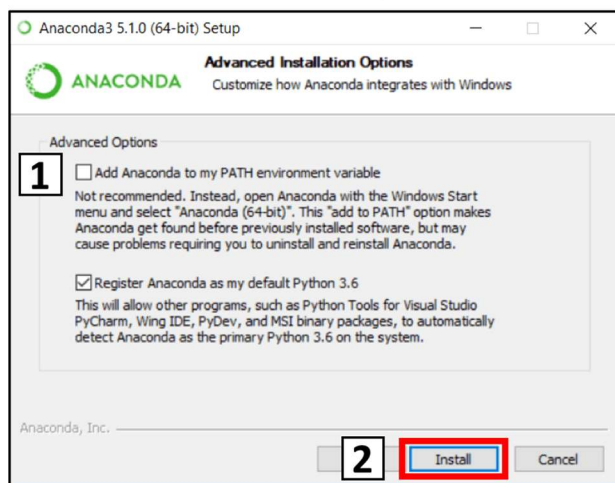 Anaconda3 5.1.0 (64-bit) Setup
ANACONDA
Advanced Installation Options
Customize how Anaconda integrates with Windows
Advanced Options
1
Add Anaconda to my PATH environment variable
Not recommended. Instead, open Anaconda with the Windows Start
menu and select "Anaconda (64-bit)". This "add to PATH" option makes
Anaconda get found before previously installed software, but may
cause problems requiring you to uninstall and reinstall Anaconda.
Register Anaconda as my default Python 3.6
This will allow other programs, such as Python Tools for Visual Studio
PyCharm, Wing IDE, PyDev, and MSI binary packages, to automatically
detect Anaconda as the primary Python 3.6 on the system.
Anaconda, Inc.
2
Install
Cancel